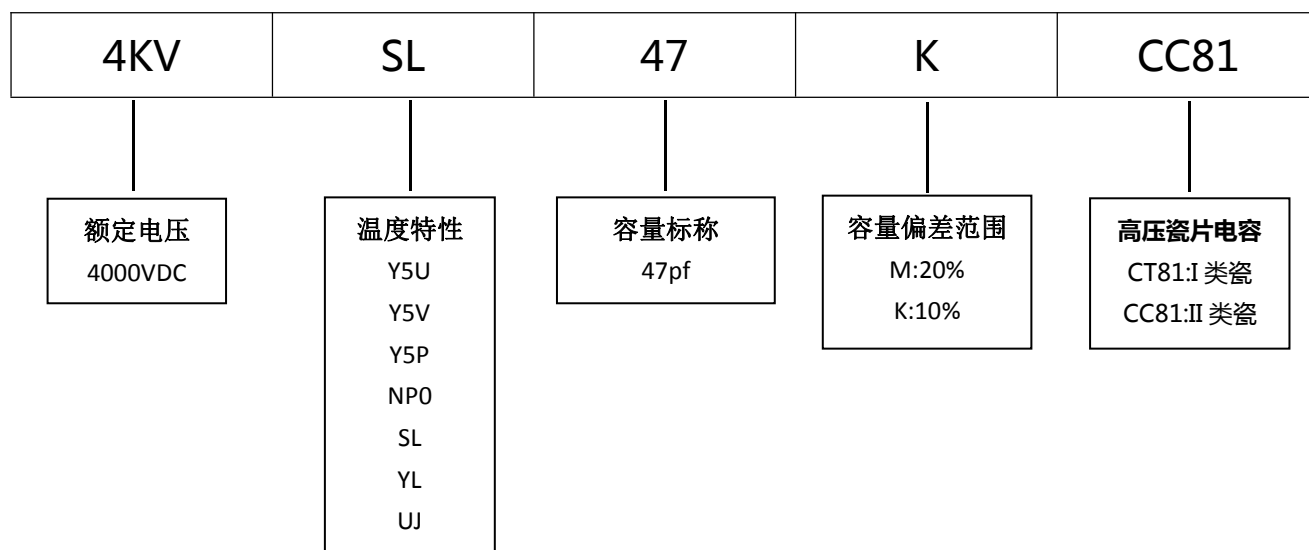 4KV SL 47 K CC81
额定电压
4000VDC
温度特性
Y5U
Y5V
Y5P
NP0
SL
YL
UJ
容量标称
47pf
容量偏差范围
M:20%
K:10%
高压瓷片电容
CT81:I 类瓷
CC81:II 类瓷